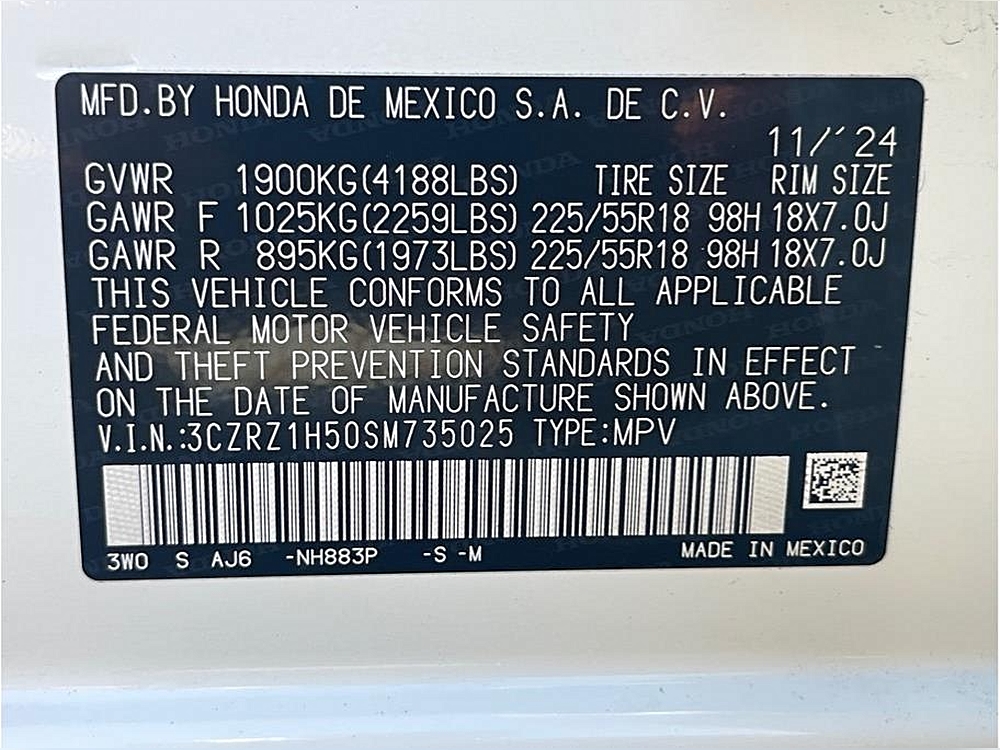 MFD.BY HONDA DE MEXICO S.A. DE C.V.
11/´24
GVWR 1900KG(4188LBS) TIRE SIZE RIM SIZE
GAWR F 1025KG(2259LBS) 225/55R18 98H 18X7.0J
GAWR R 895KG(1973LBS) 225/55R18 98H 18X7.0J
THIS VEHICLE CONFORMS TO ALL APPLICABLE
FEDERAL MOTOR VEHICLE SAFETY
AND THEFT PREVENTION STANDARDS IN EFFECT
ON THE DATE OF MANUFACTURE SHOWN ABOVE.
V.I.N.:3CZRZ1H50SM735025 TYPE:MPV
3W0 S AJ6 -NH883P -S -M MADE IN MEXICO